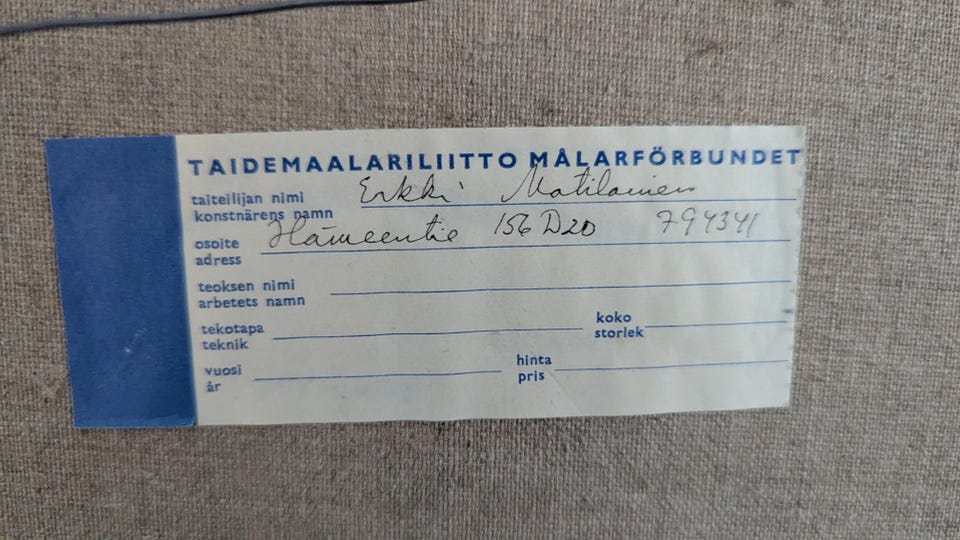 TAIDEMAALARILIITTO MÅLARFÖRBUNDET
taiteilijan nimi Erkki Matilainen
konstnärens namn
osoite Hämeentie 156 D20 794341
adress
teoksen nimi
arbetets namn
tekotapa koko
teknik storlek
vuosi hinta
år pris